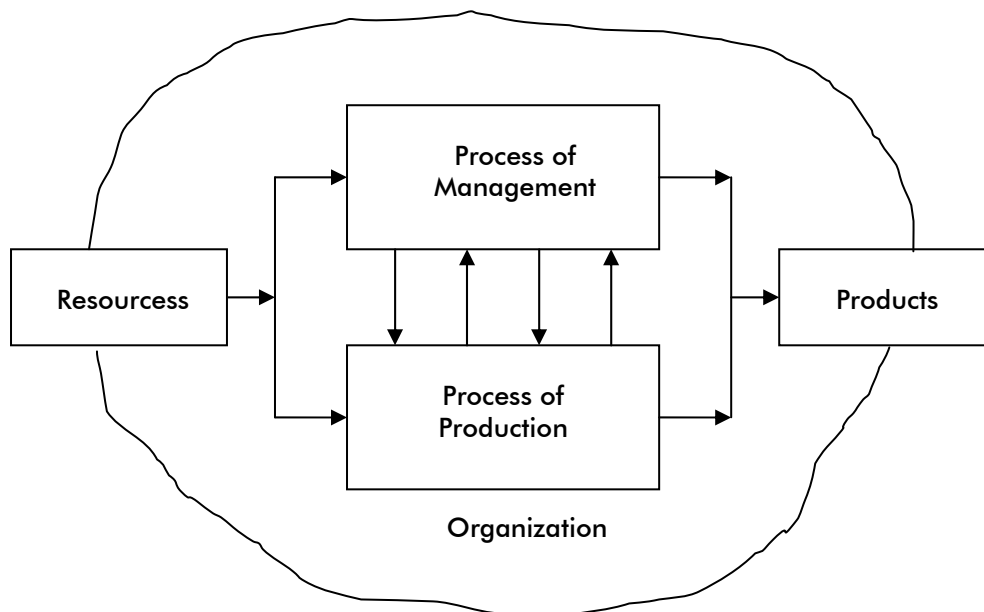 Process of
Management
Resourcess
Products
Process of
Production
Organization